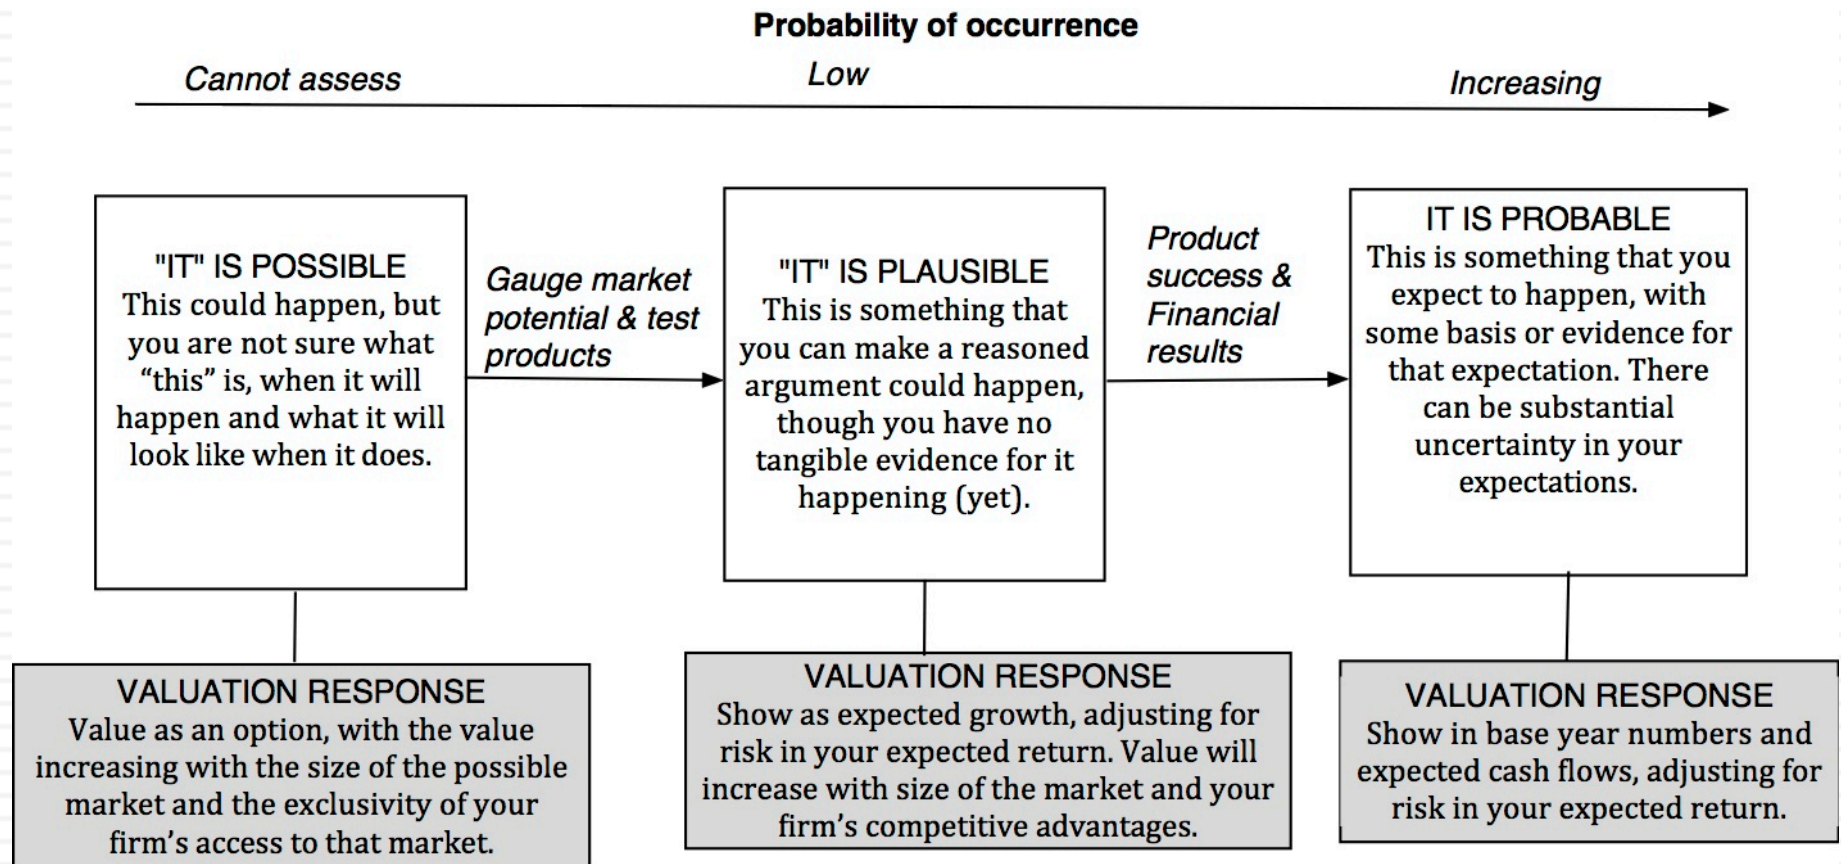 Probability of occurrence
Cannot assess
Low
Increasing
"IT" IS POSSIBLE
This could happen, but
you are not sure what
“this” is, when it will
happen and what it will
look like when it does.
Gauge market
potential & test
products
"IT" IS PLAUSIBLE
This is something that
you can make a reasoned
argument could happen,
though you have no
tangible evidence for it
happening (yet).
Product
success &
Financial
results
IT IS PROBABLE
This is something that you
expect to happen, with
some basis or evidence for
that expectation. There
can be substantial
uncertainty in your
expectations.
VALUATION RESPONSE
Value as an option, with the value
increasing with the size of the possible
market and the exclusivity of your
firm’s access to that market.
VALUATION RESPONSE
Show as expected growth, adjusting for
risk in your expected return. Value will
increase with size of the market and your
firm’s competitive advantages.
VALUATION RESPONSE
Show in base year numbers and
expected cash flows, adjusting for
risk in your expected return.